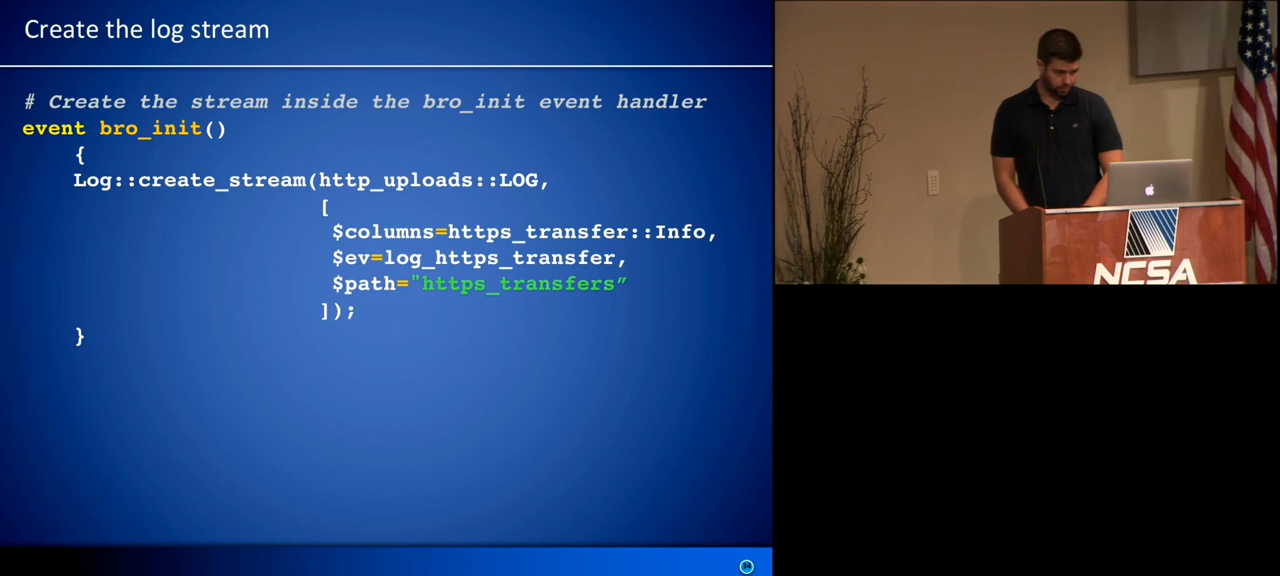 Create the log stream
# Create the stream inside the bro_init event handler
event bro_init()
{
Log::create_stream(http_uploads::LOG,
[
$columns=https_transfer::Info,
$ev=log_https_transfer,
$path="https_transfers”
]);
}
34
NCSA